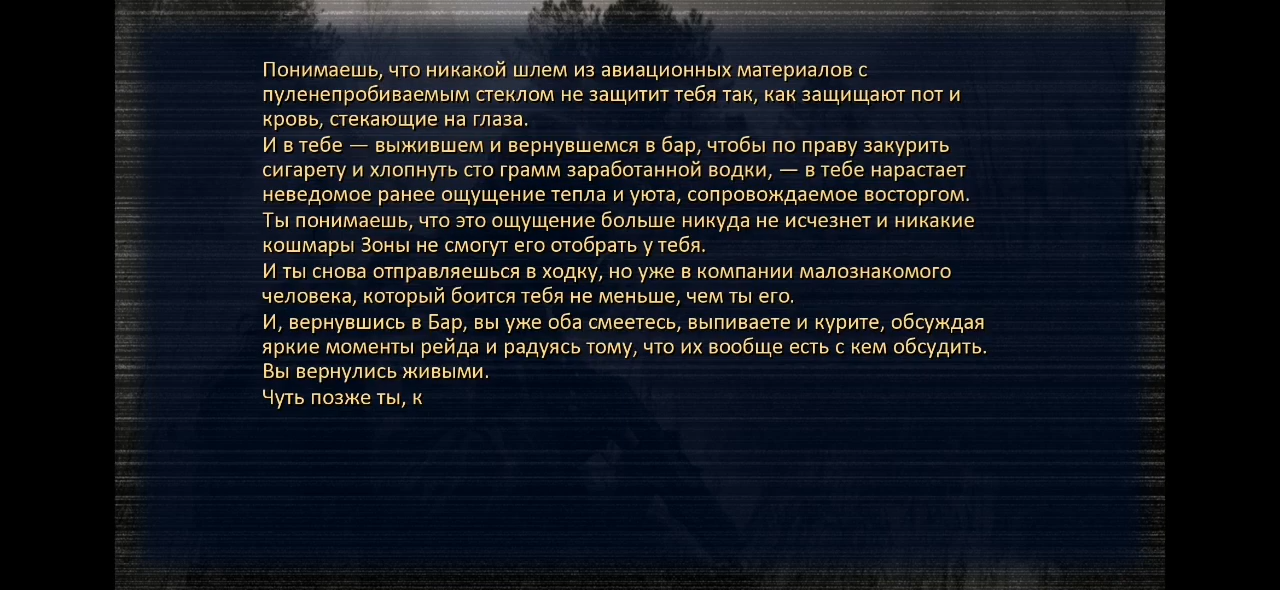 Понимаешь, что никакой шлем из авиационных материалов с
пуленепробиваемым стеклом не защитит тебя так, как защищают пот и
кровь, стекающие на глаза.
И в тебе — выжившем и вернувшемся в бар, чтобы по праву закурить
сигарету и хлопнуть сто грамм заработанной водки, — в тебе нарастает
неведомое ранее ощущение тепла и уюта, сопровождаемое восторгом.
Ты понимаешь, что это ощущение больше никуда не исчезнет и никакие
кошмары Зоны не смогут его отобрать у тебя.
И ты снова отправляешься в ходку, но уже в компании малознакомого
человека, который боится тебя не меньше, чем ты его.
И, вернувшись в Бар, вы уже оба смеетесь, выпиваете и курите, обсуждая
яркие моменты рейда и радуясь тому, что их вообще есть с кем обсудить.
Вы вернулись живыми.
Чуть позже ты, к